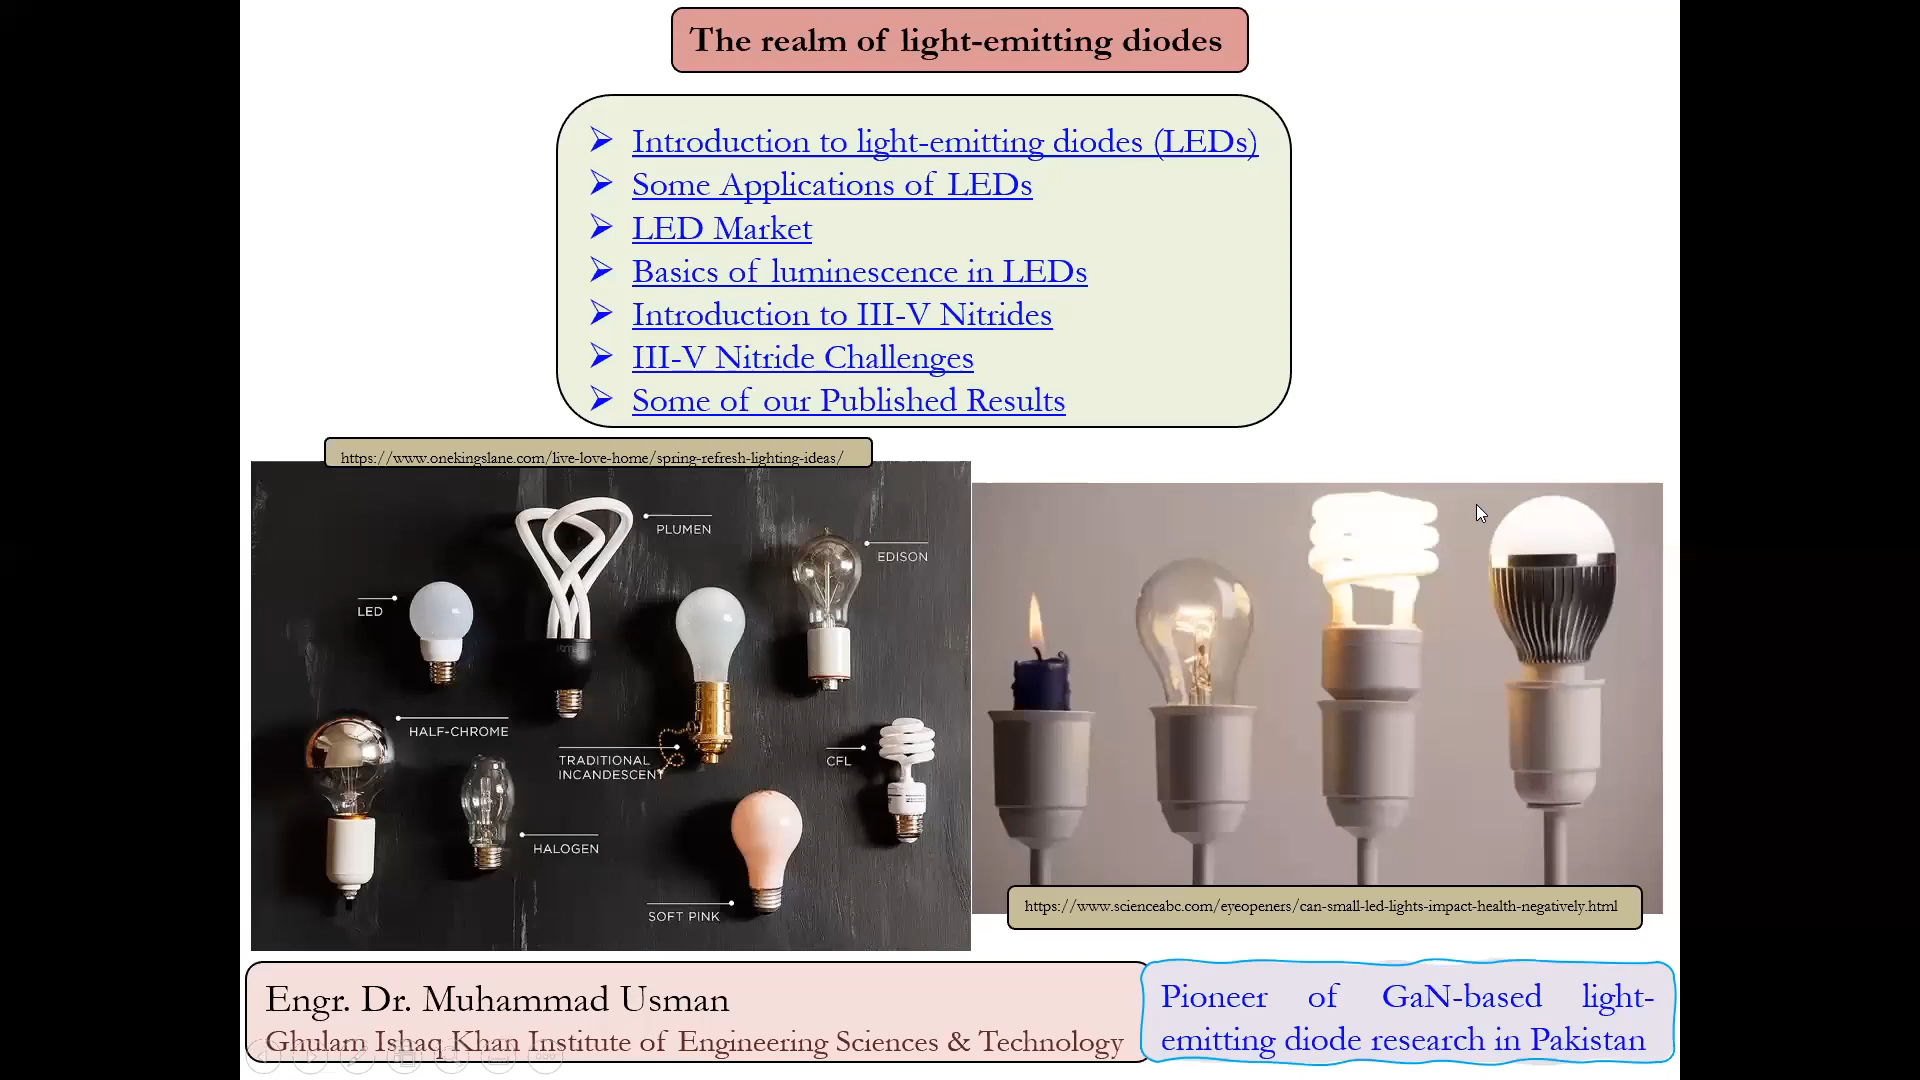 The realm of light-emitting diodes
Introduction to light-emitting diodes (LEDs)
Some Applications of LEDs
LED Market
Basics of luminescence in LEDs
Introduction to III-V Nitrides
III-V Nitride Challenges
Some of our Published Results
https://www.onekingslane.com/live-love-home/spring-refresh-lighting-ideas/
PLUMEN
EDISON
LED
HALF-CHROME
TRADITIONAL
INCANDESCENT
CFL
HALOGEN
SOFT PINK
https://www.scienceabc.com/eyeopeners/can-small-led-lights-impact-health-negatively.html
Engr. Dr. Muhammad Usman
Ghulam Ishaq Khan Institute of Engineering Sciences & Technology
Pioneer of GaN-based light-
emitting diode research in Pakistan